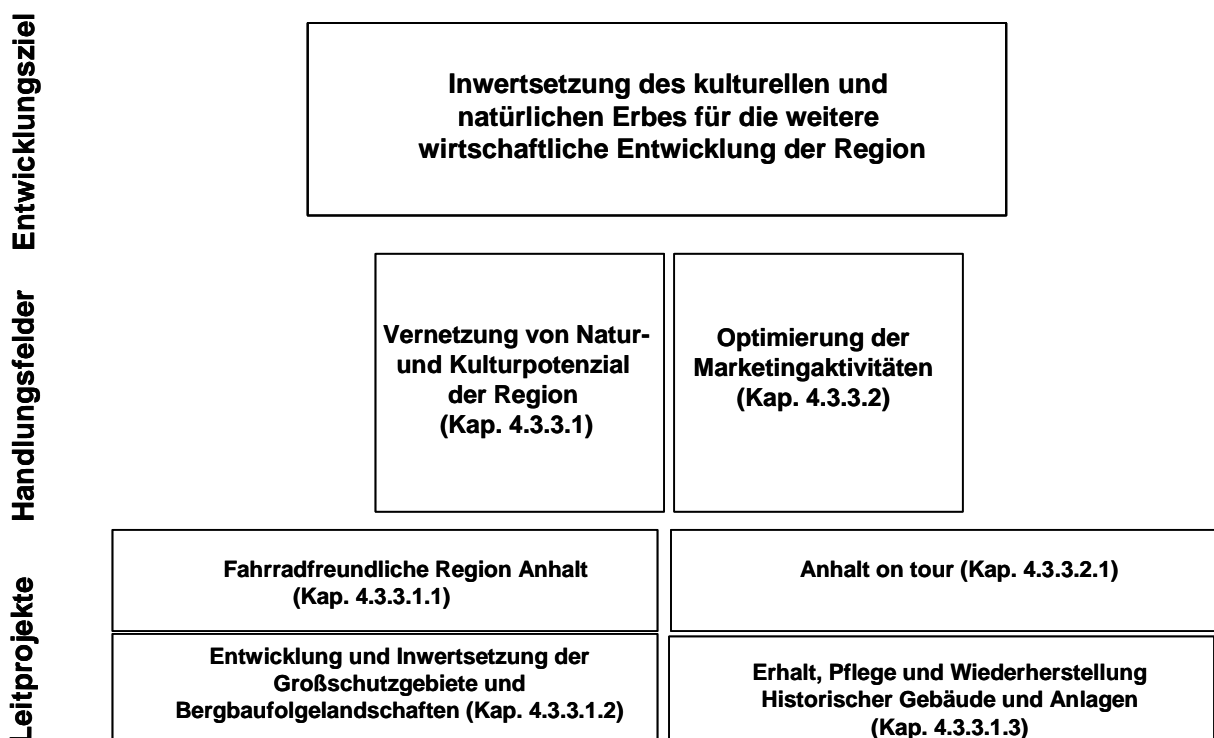 Entwicklungsziel
Inwertsetzung des kulturellen und
natürlichen Erbes für die weitere
wirtschaftliche Entwicklung der Region
Handlungsfelder
Vernetzung von Natur-
und Kulturpotenzial
der Region
(Kap. 4.3.3.1)
Optimierung der
Marketingaktivitäten
(Kap. 4.3.3.2)
Leitprojekte
Fahrradfreundliche Region Anhalt
(Kap. 4.3.3.1.1)
Anhalt on tour (Kap. 4.3.3.2.1)
Entwicklung und Inwertsetzung der
Großschutzgebiete und
Bergbaufolgelandschaften (Kap. 4.3.3.1.2)
Erhalt, Pflege und Wiederherstellung
Historischer Gebäude und Anlagen
(Kap. 4.3.3.1.3)